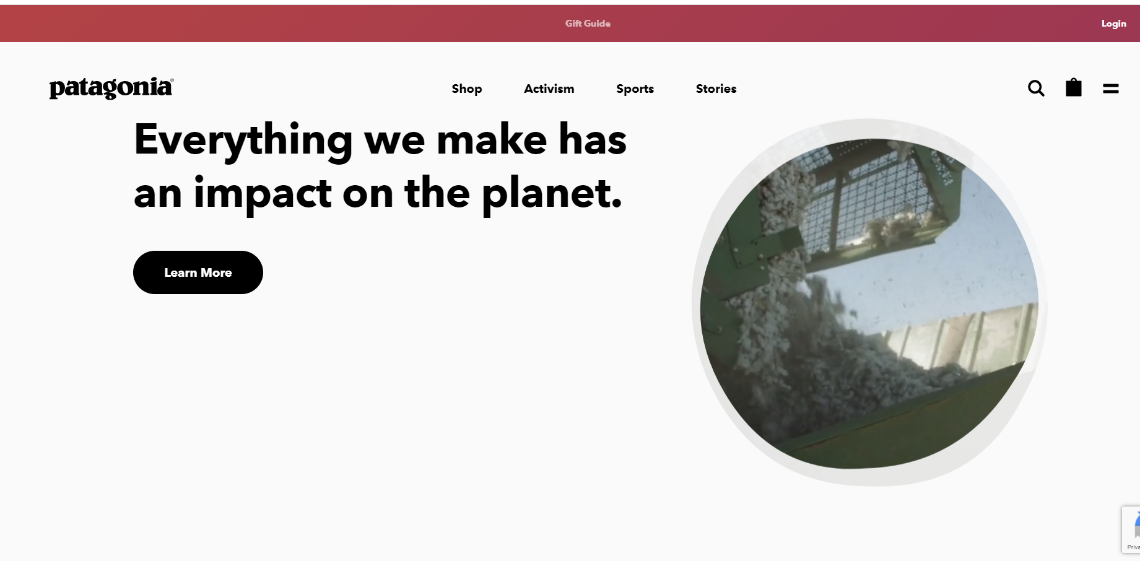 Gift Guide
Login
patagonia®
Shop
Activism
Sports
Stories
Everything we make has
an impact on the planet.
Learn More